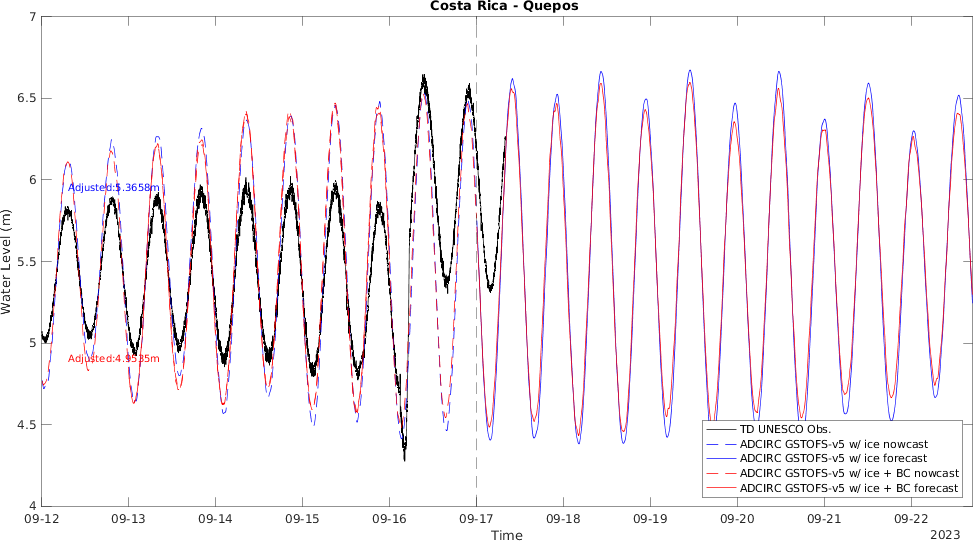 Costa Rica - Quepos
7
6.5
6
5.5
5
4.5
4
Water Level (m)
Adjusted:5.3658m
Adjusted:4.9535m
TD UNESCO Obs.
ADCIRC GSTOFS-v5 w/ ice nowcast
ADCIRC GSTOFS-v5 w/ ice forecast
ADCIRC GSTOFS-v5 w/ ice + BC nowcast
ADCIRC GSTOFS-v5 w/ ice + BC forecast
09-12 09-13 09-14 09-15 09-16 09-17 09-18 09-19 09-20 09-21 09-22
Time
2023